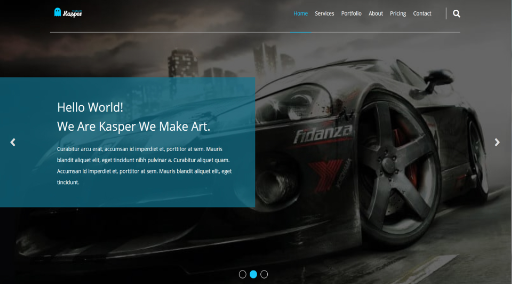 Kasper
Home Services Portfolio About Pricing Contact
Hello World!
We Are Kasper We Make Art.
Curabitur arcu erat, accumsan id imperdiet et, porttitor at sem. Mauris
blandit aliquet elit, eget tincidunt nibh pulvinar a. Curabitur aliquet quam.
Accumsan id imperdiet et, porttitor at sem. Mauris blandit aliquet elit, eget
tincidunt.
Fidanza